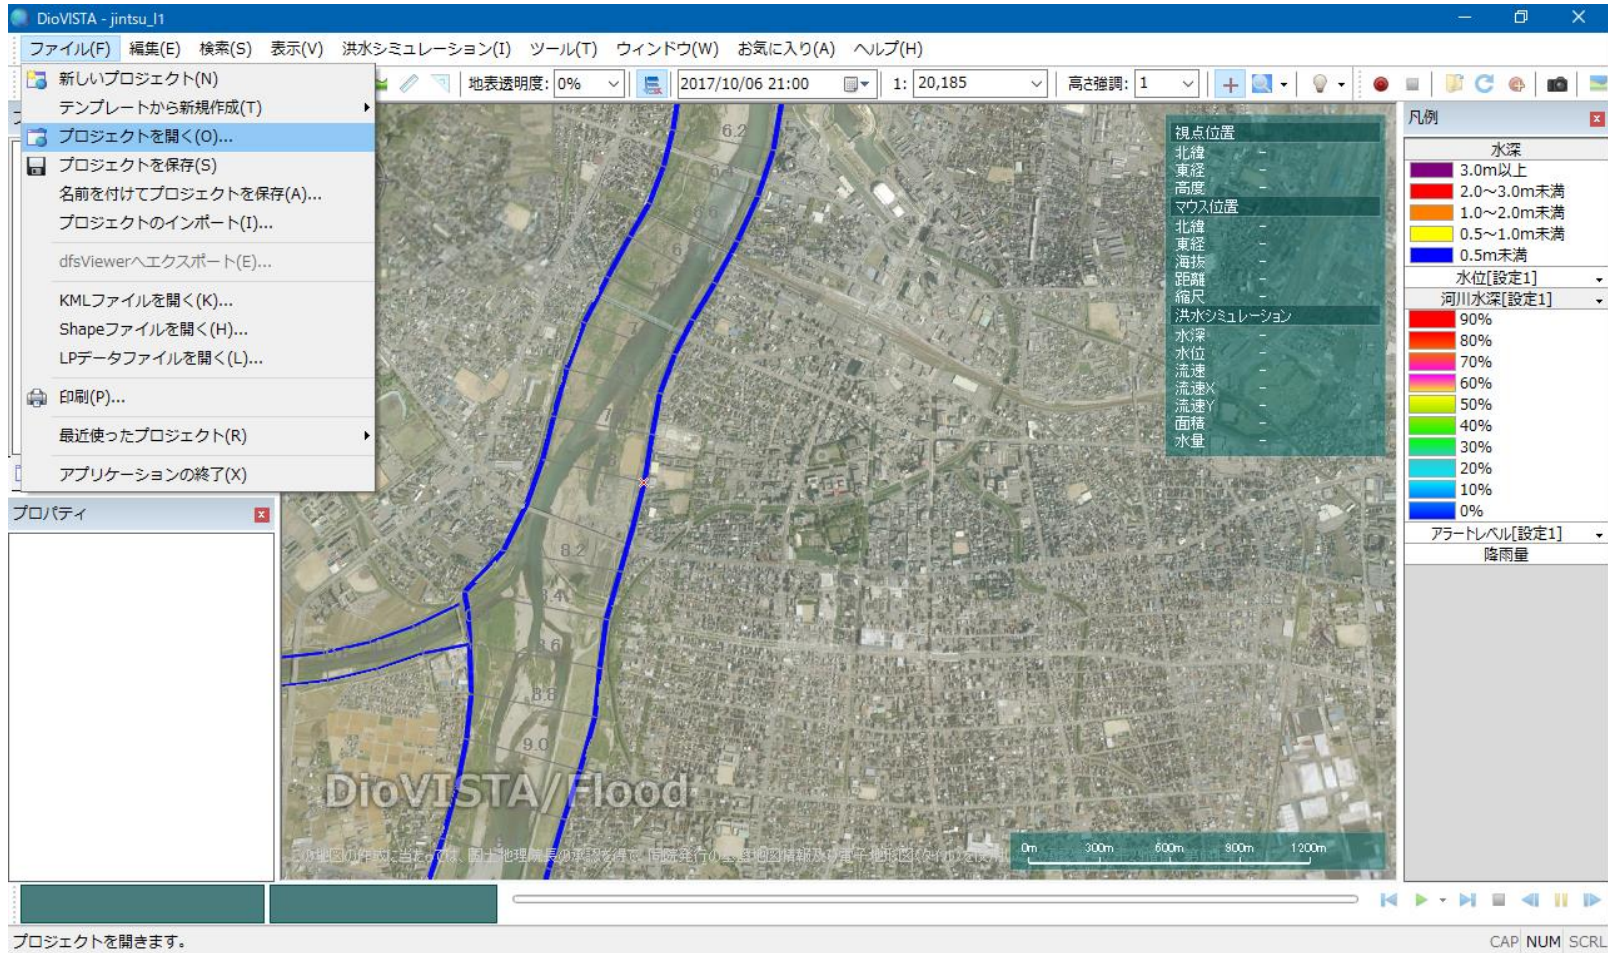 DioVISTA - jintsu_l1
ファイル(F) 編集(E) 検索(S) 表示(V) 洪水シミュレーション(I) ツール(T) ウィンドウ(W) お気に入り(A) ヘルプ(H)
地表透明度: 0% 2017/10/06 21:00 1: 20,185 高さ強調: 1
新しいプロジェクト(N)
テンプレートから新規作成(T)
プロジェクトを開く(O)...
プロジェクトを保存(S)
名前を付けてプロジェクトを保存(A)...
プロジェクトのインポート(I)...
dfsViewerへエクスポート(E)...
KMLファイルを開く(K)...
Shapeファイルを開く(H)...
LPデータファイルを開く(L)...
印刷(P)...
最近使ったプロジェクト(R)
アプリケーションの終了(X)
プロパティ
6.2
6.6
8.2
8.8
9.0
視点位置
北緯 -
東経 -
高度 -
マウス位置
北緯 -
東経 -
海抜 -
距離 -
縮尺 -
洪水シミュレーション
水深 -
水位 -
流速 -
流速X -
流速Y -
面積 -
水量 -
DioVISTA/Flood
0m 300m 600m 900m 1200m
凡例
水深
3.0m以上
2.0～3.0m未満
1.0～2.0m未満
0.5～1.0m未満
0.5m未満
水位[設定1]
河川水深[設定1]
90%
80%
70%
60%
50%
40%
30%
20%
10%
0%
アラートレベル[設定1]
降雨量
プロジェクトを開きます。
CAP NUM SCRL